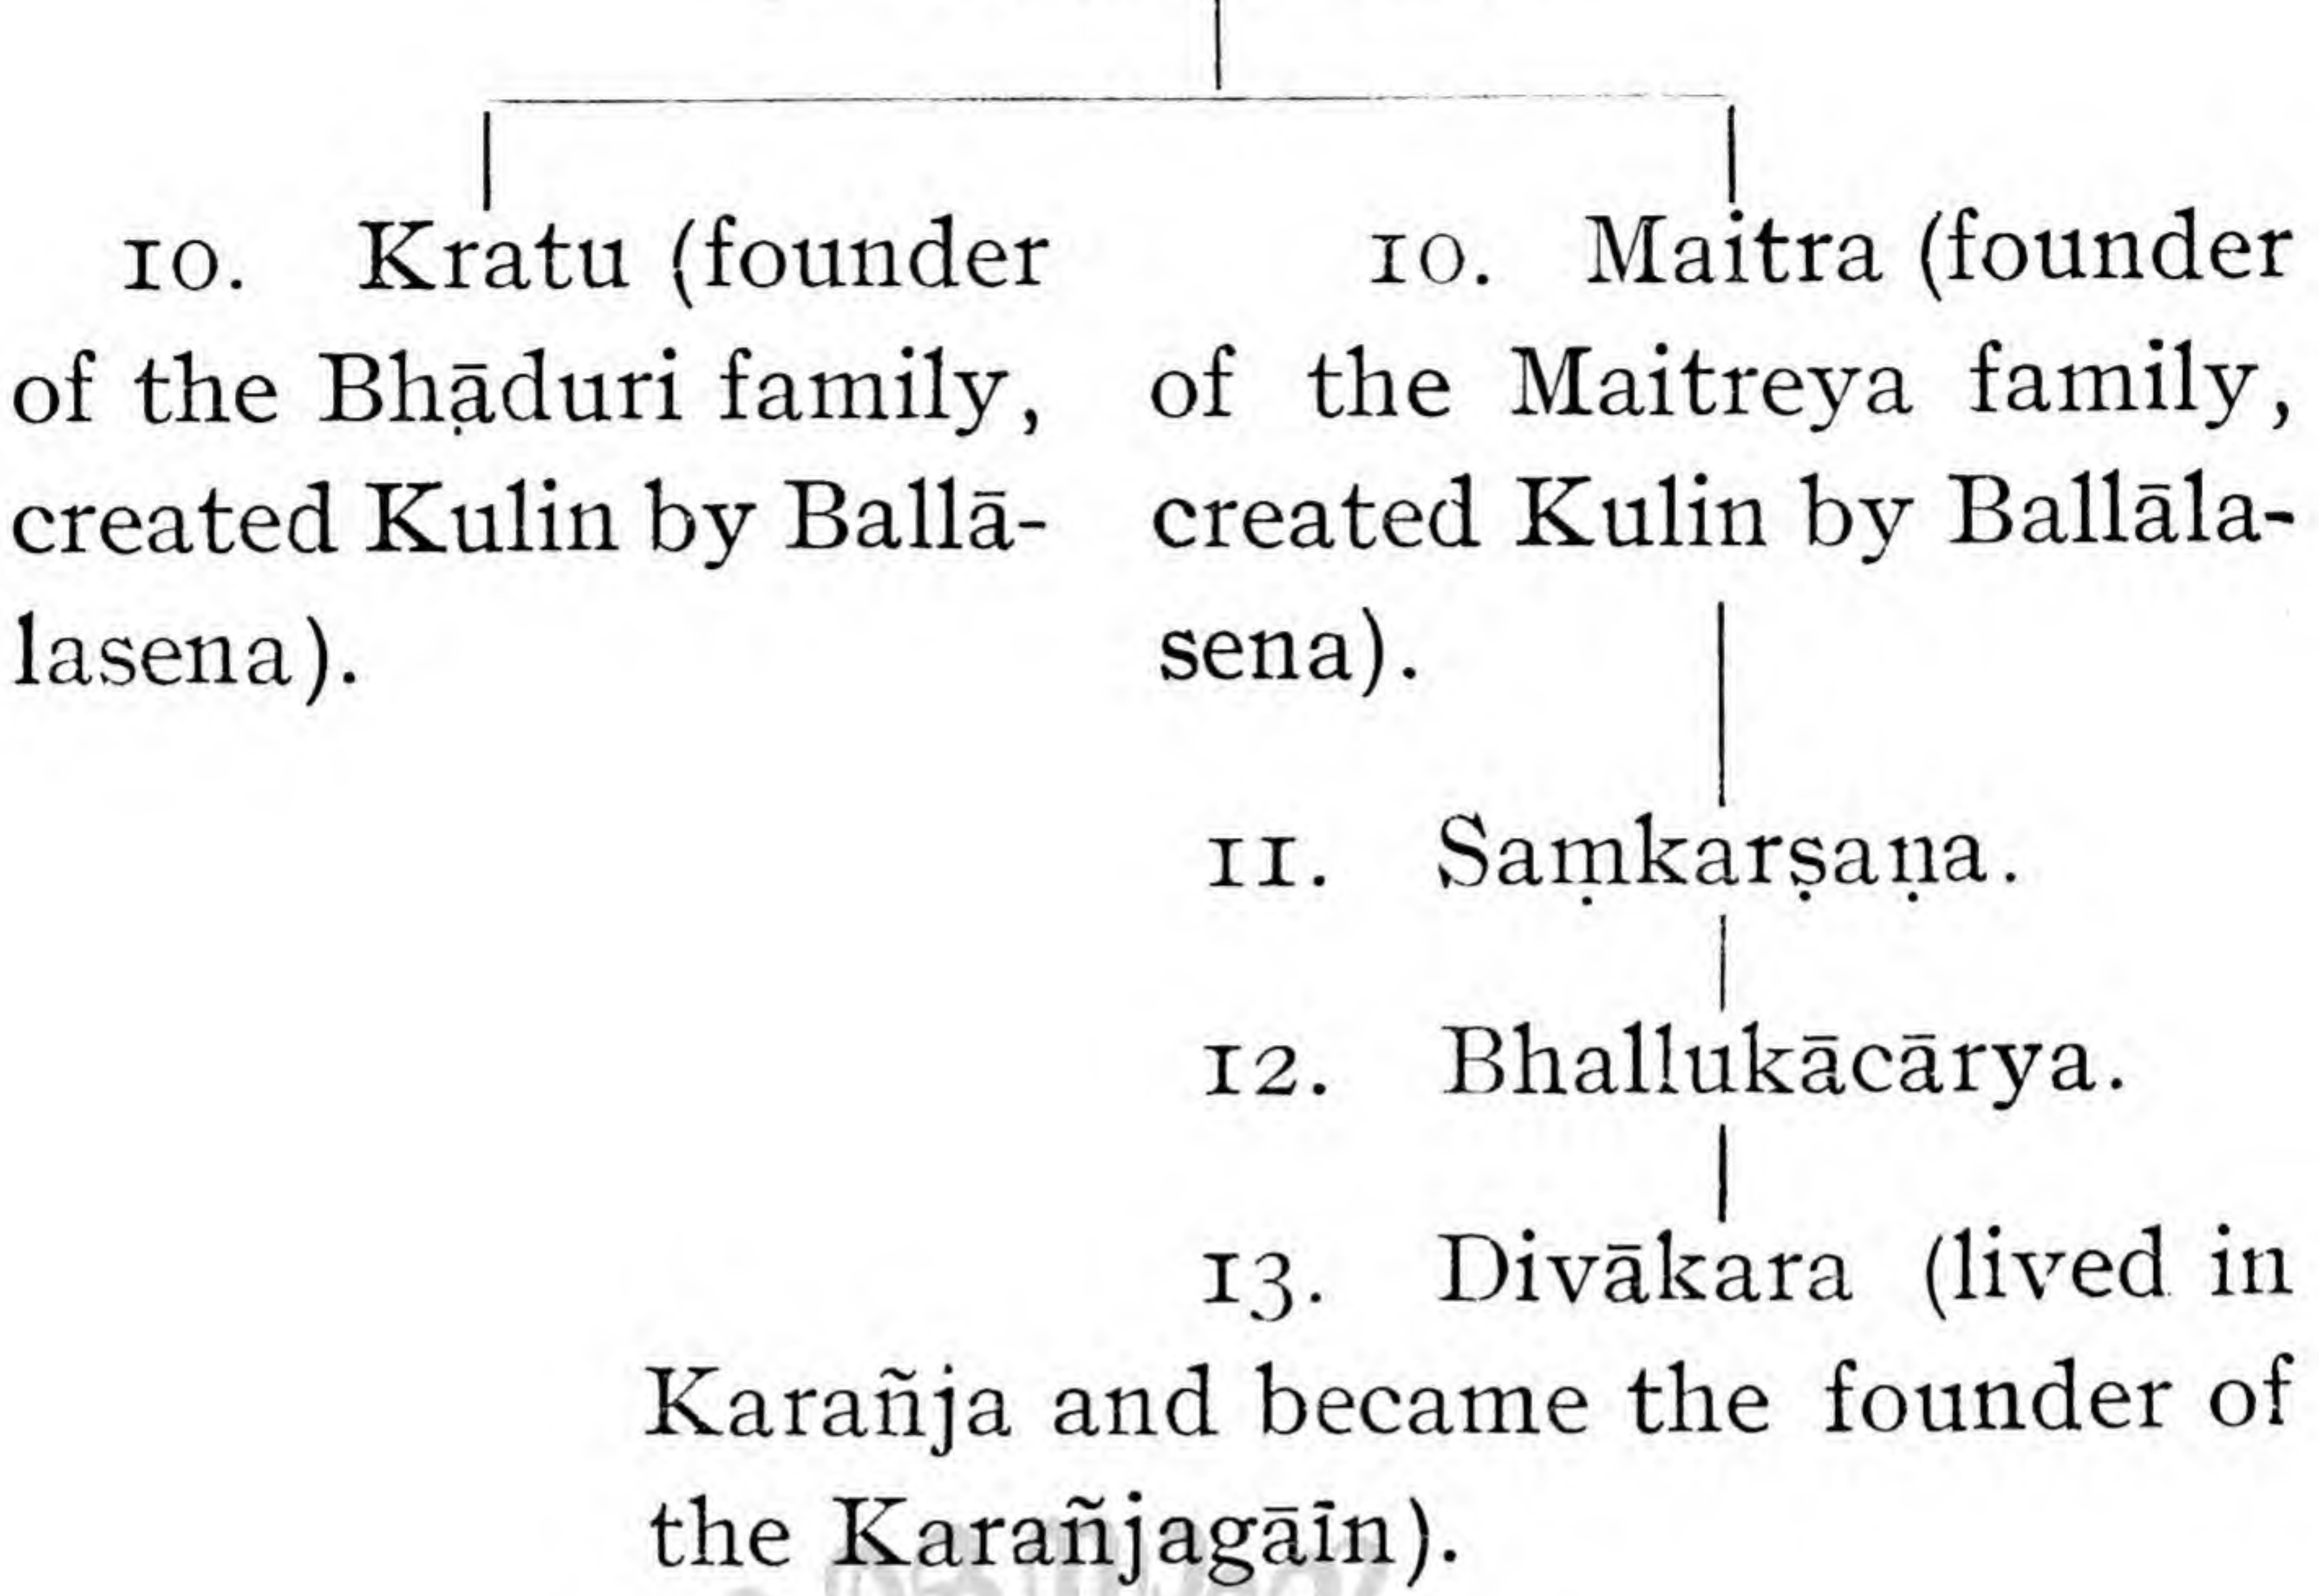 10. Kratu (founder
of the Bhāduri family,
created Kulin by Ballā-
lasena).
10. Maitra (founder
of the Maitreya family,
created Kulin by Ballāla-
sena).
11. Saṃkarṣaṇa.
12. Bhallukācārya.
13. Divākara (lived in
Karañja and became the founder of
the Karañjagāīn).